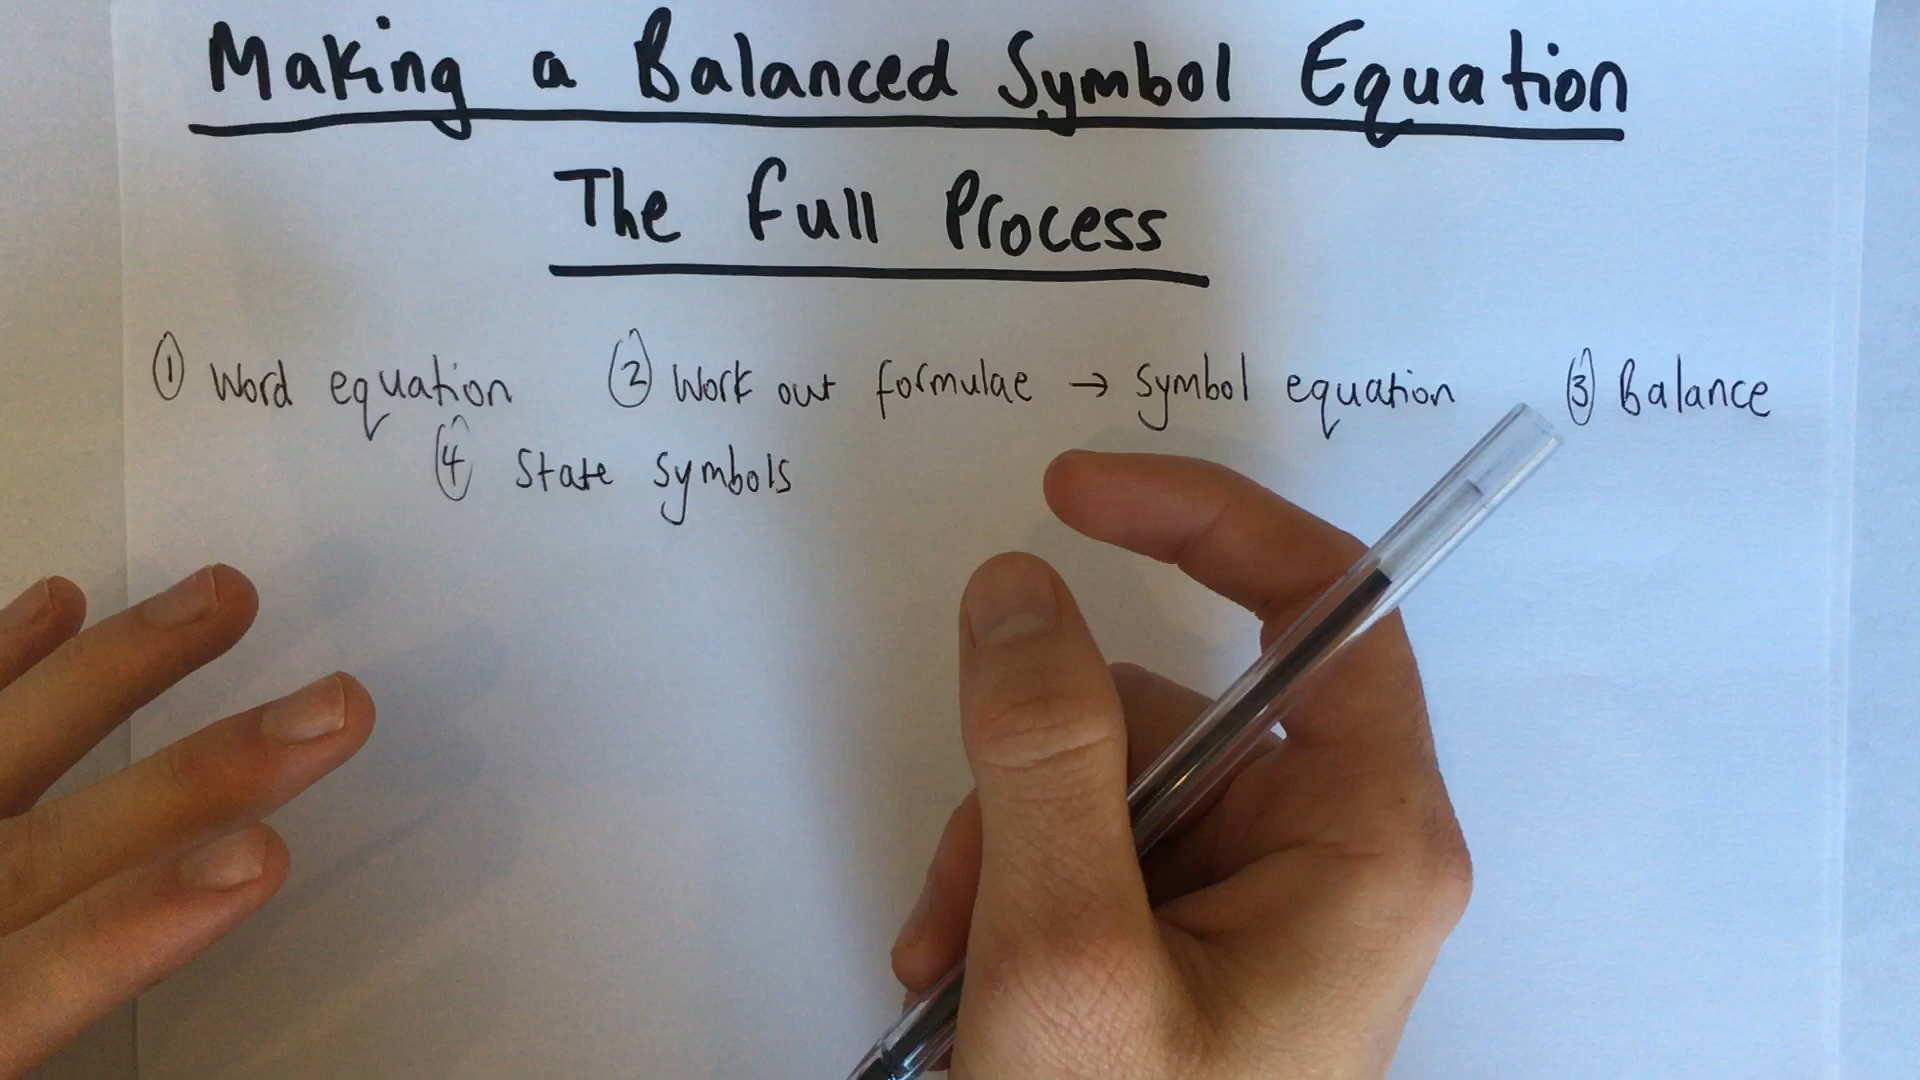 Making a Balanced Symbol Equation
The Full Process
① Word equation ② Work out formulae → Symbol equation ③ Balance
④ State Symbols